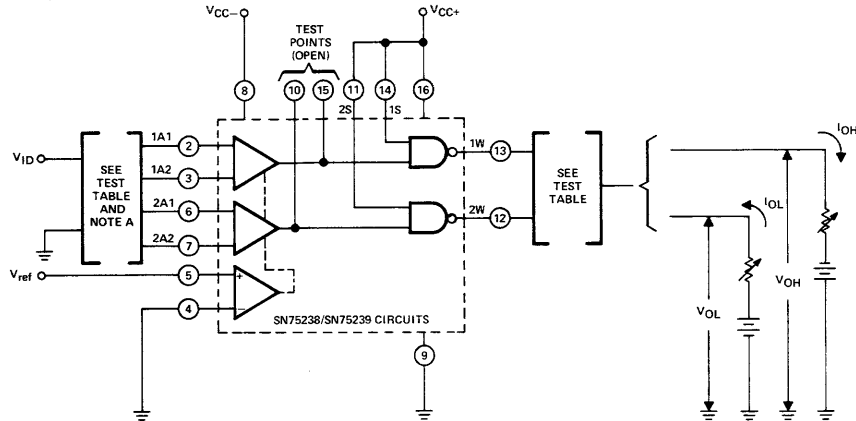 VCC−
VCC+
TEST
POINTS
(OPEN)
8
10
15
11
14
16
2S
1S
VID
SEE
TEST
TABLE
AND
NOTE A
1A1
2
1A2
3
2A1
6
2A2
7
Vref
5
+
4
−
1W
13
2W
12
SEE
TEST
TABLE
IOH
IOL
VOL
VOH
SN75238/SN75239 CIRCUITS
9